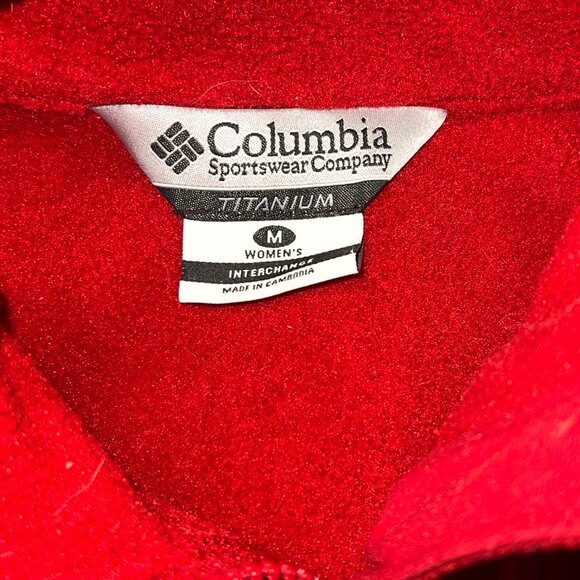 Columbia
Sportswear Company
TITANIUM
M
WOMEN'S
INTERCHANGE
MADE IN CAMBODIA